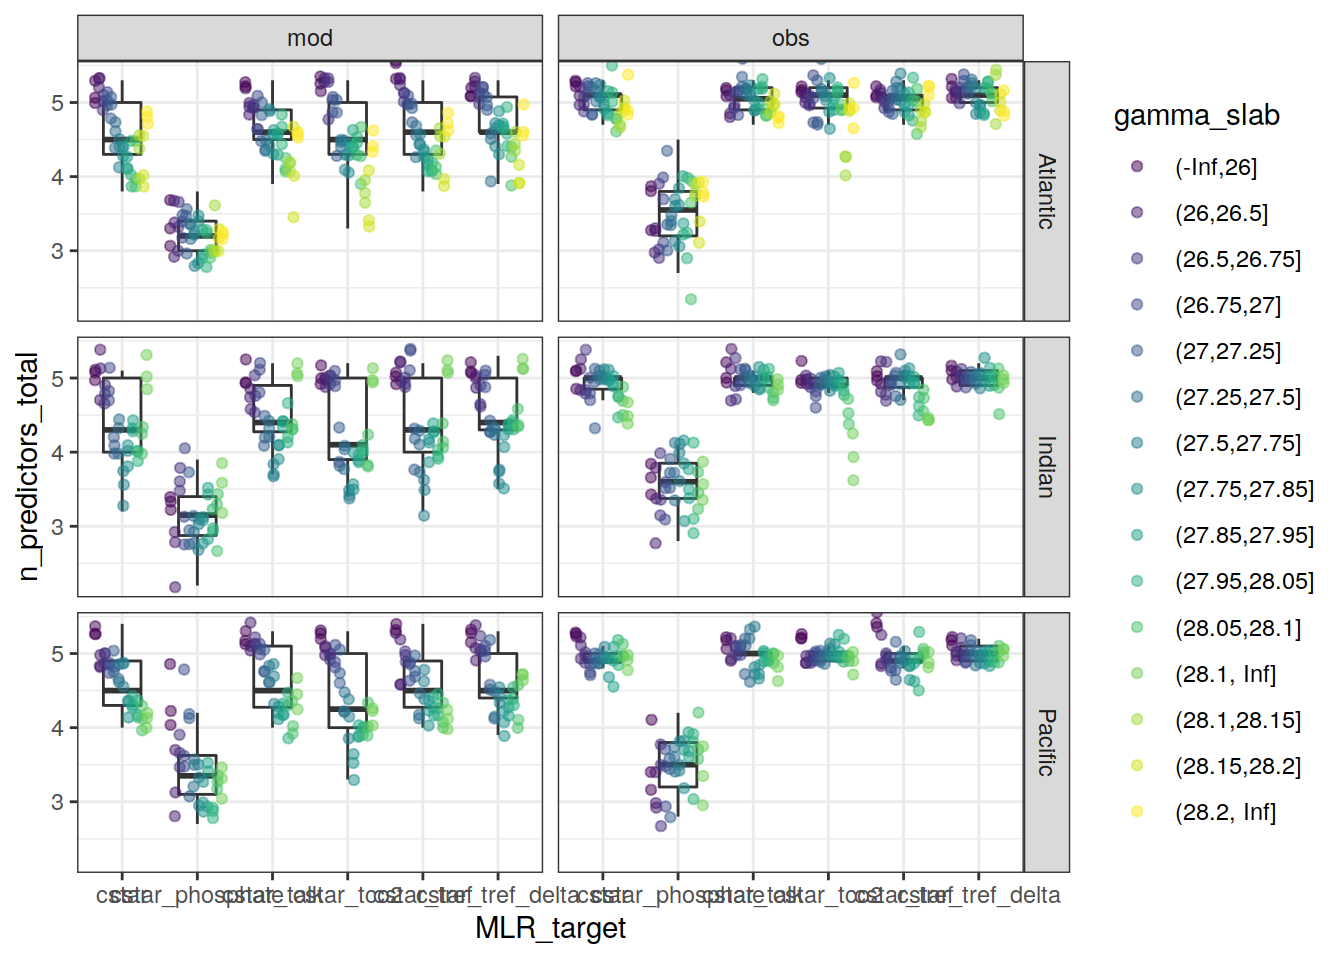 mod
obs
5
4
3
Atlantic
5
4
3
Indian
5
4
3
Pacific
n_predictors_total
MLR_target
gamma_slab
(-Inf,26]
(26,26.5]
(26.5,26.75]
(26.75,27]
(27,27.25]
(27.25,27.5]
(27.5,27.75]
(27.75,27.85]
(27.85,27.95]
(27.95,28.05]
(28.05,28.1]
(28.1, Inf]
(28.1,28.15]
(28.15,28.2]
(28.2, Inf]